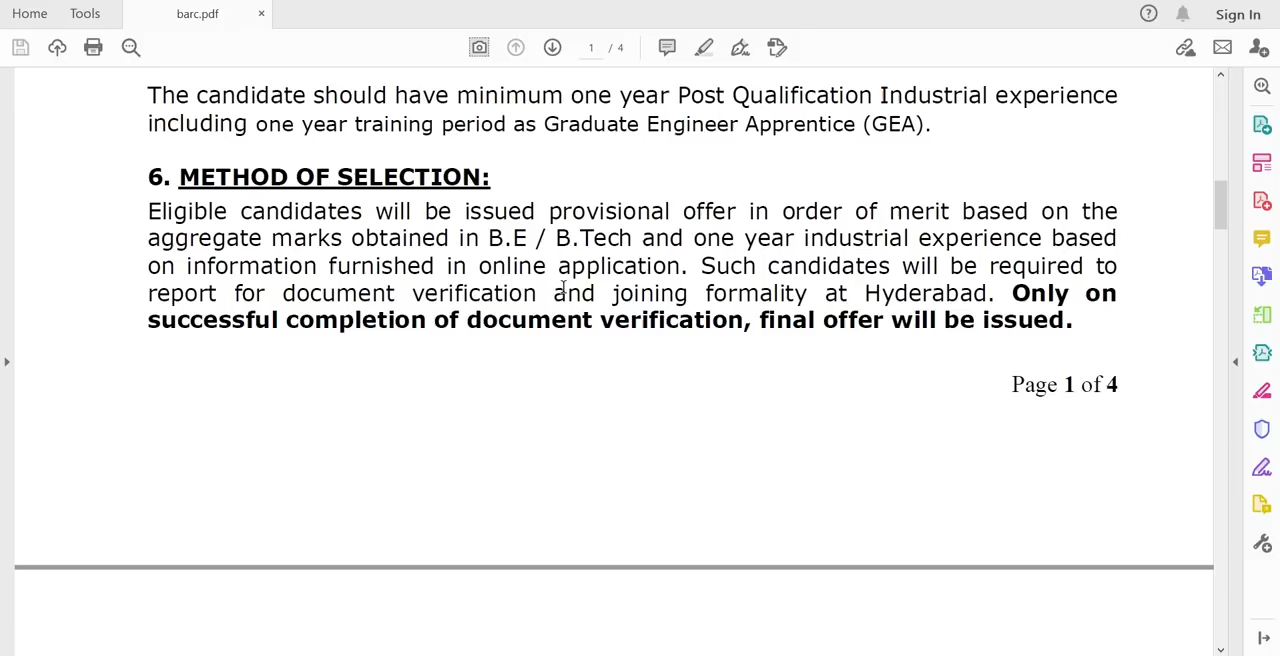 Home Tools barc.pdf × Sign In
1 / 4
The candidate should have minimum one year Post Qualification Industrial experience
including one year training period as Graduate Engineer Apprentice (GEA).
6. METHOD OF SELECTION:
Eligible candidates will be issued provisional offer in order of merit based on the
aggregate marks obtained in B.E / B.Tech and one year industrial experience based
on information furnished in online application. Such candidates will be required to
report for document verification and joining formality at Hyderabad. Only on
successful completion of document verification, final offer will be issued.
Page 1 of 4